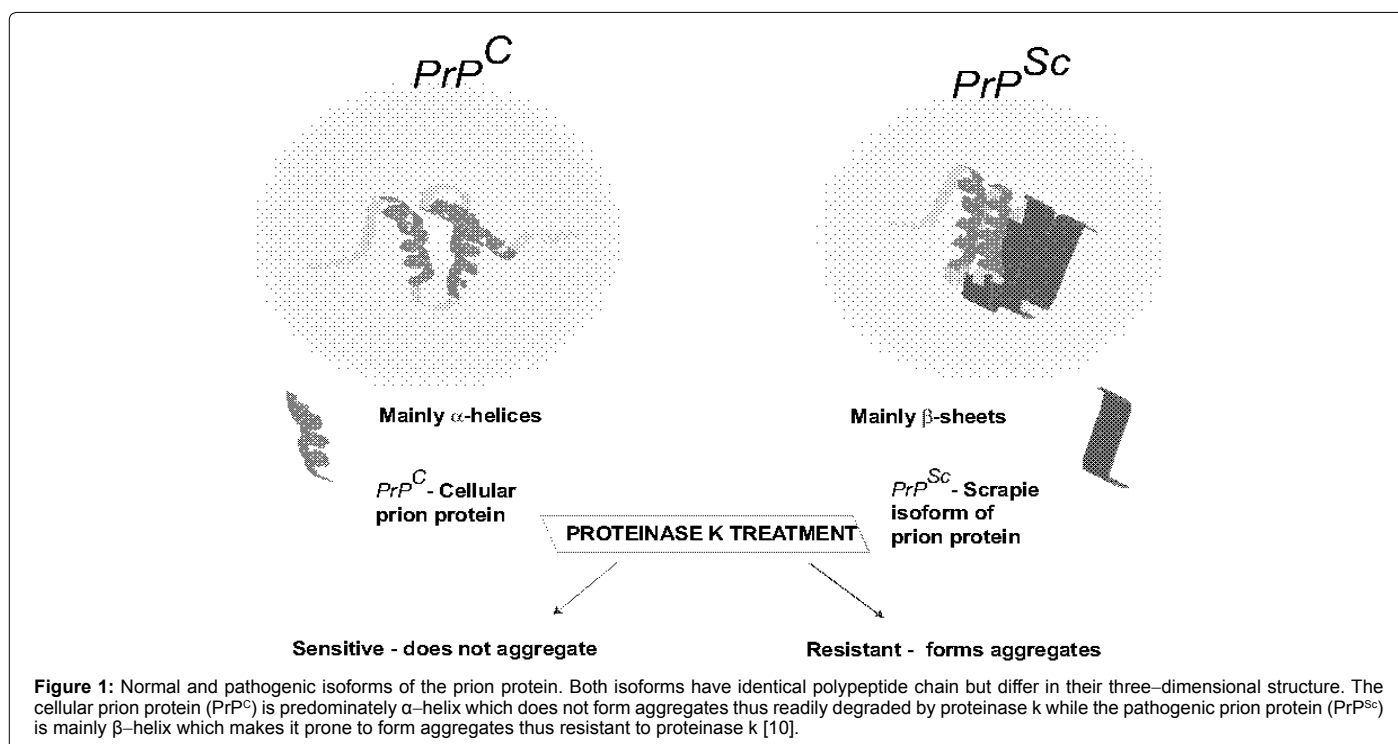 PrP^C
PrP^Sc
Mainly α-helices
Mainly β-sheets
PrP^C - Cellular
prion protein
PrP^Sc - Scrapie
isoform of
prion protein
PROTEINASE K TREATMENT
Sensitive - does not aggregate
Resistant - forms aggregates
Figure 1: Normal and pathogenic isoforms of the prion protein. Both isoforms have identical polypeptide chain but differ in their three–dimensional structure. The
cellular prion protein (PrP^C) is predominately α–helix which does not form aggregates thus readily degraded by proteinase k while the pathogenic prion protein (PrP^Sc)
is mainly β–helix which makes it prone to form aggregates thus resistant to proteinase k [10].